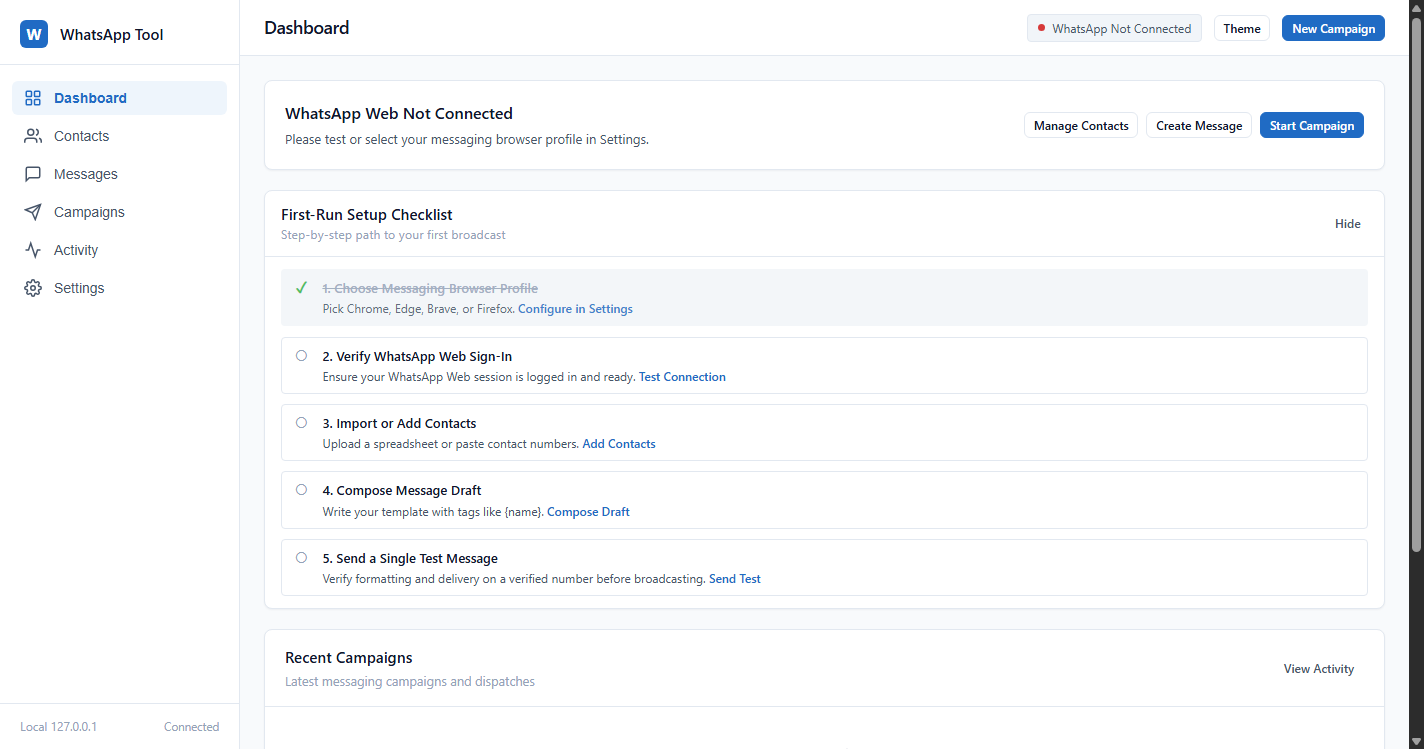 W WhatsApp Tool
Dashboard
Contacts
Messages
Campaigns
Activity
Settings
Local 127.0.0.1 Connected
Dashboard
WhatsApp Not Connected Theme New Campaign
WhatsApp Web Not Connected
Please test or select your messaging browser profile in Settings.
Manage Contacts Create Message Start Campaign
First-Run Setup Checklist
Step-by-step path to your first broadcast
Hide
1. Choose Messaging Browser Profile
Pick Chrome, Edge, Brave, or Firefox. Configure in Settings
2. Verify WhatsApp Web Sign-In
Ensure your WhatsApp Web session is logged in and ready. Test Connection
3. Import or Add Contacts
Upload a spreadsheet or paste contact numbers. Add Contacts
4. Compose Message Draft
Write your template with tags like {name}. Compose Draft
5. Send a Single Test Message
Verify formatting and delivery on a verified number before broadcasting. Send Test
Recent Campaigns
Latest messaging campaigns and dispatches
View Activity